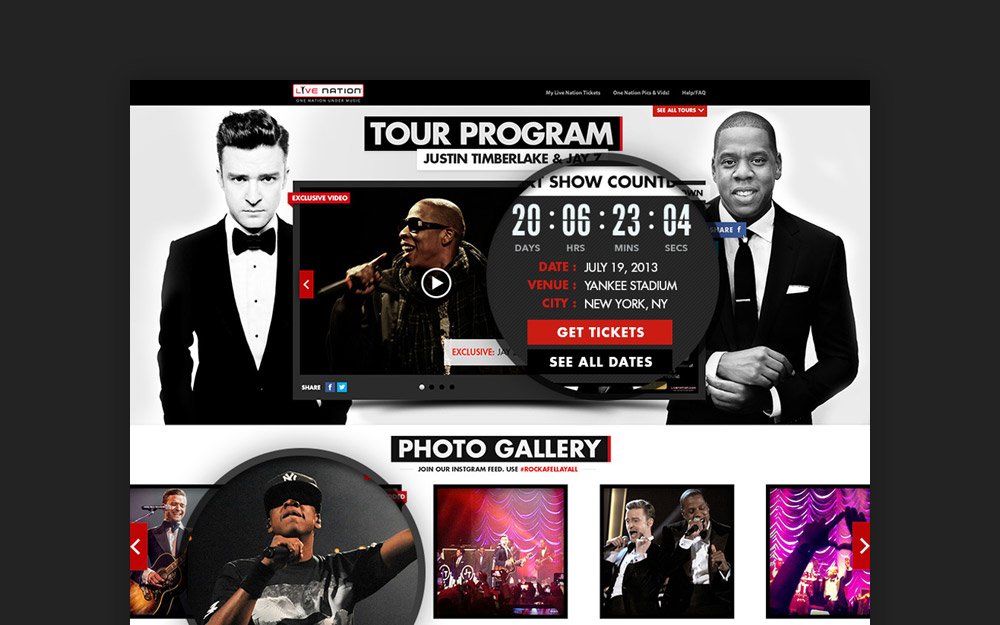 LIVE NATION
ONE NATION UNDER MUSIC
My Live Nation Tickets
One Nation Pics & Vids!
Help/FAQ
SEE ALL TOURS
TOUR PROGRAM
JUSTIN TIMBERLAKE & JAY Z
EXCLUSIVE VIDEO
SHOW
20 : 06 : 23 : 04
DAYS HRS MINS SECS
DATE : JULY 19, 2013
VENUE : YANKEE STADIUM
CITY : NEW YORK, NY
GET TICKETS
SEE ALL DATES
SHARE f
EXCLUSIVE: JAY
SHARE f
PHOTO GALLERY
JOIN OUR INSTGRAM FEED. USE #ROCKAFELLAYALL
NY